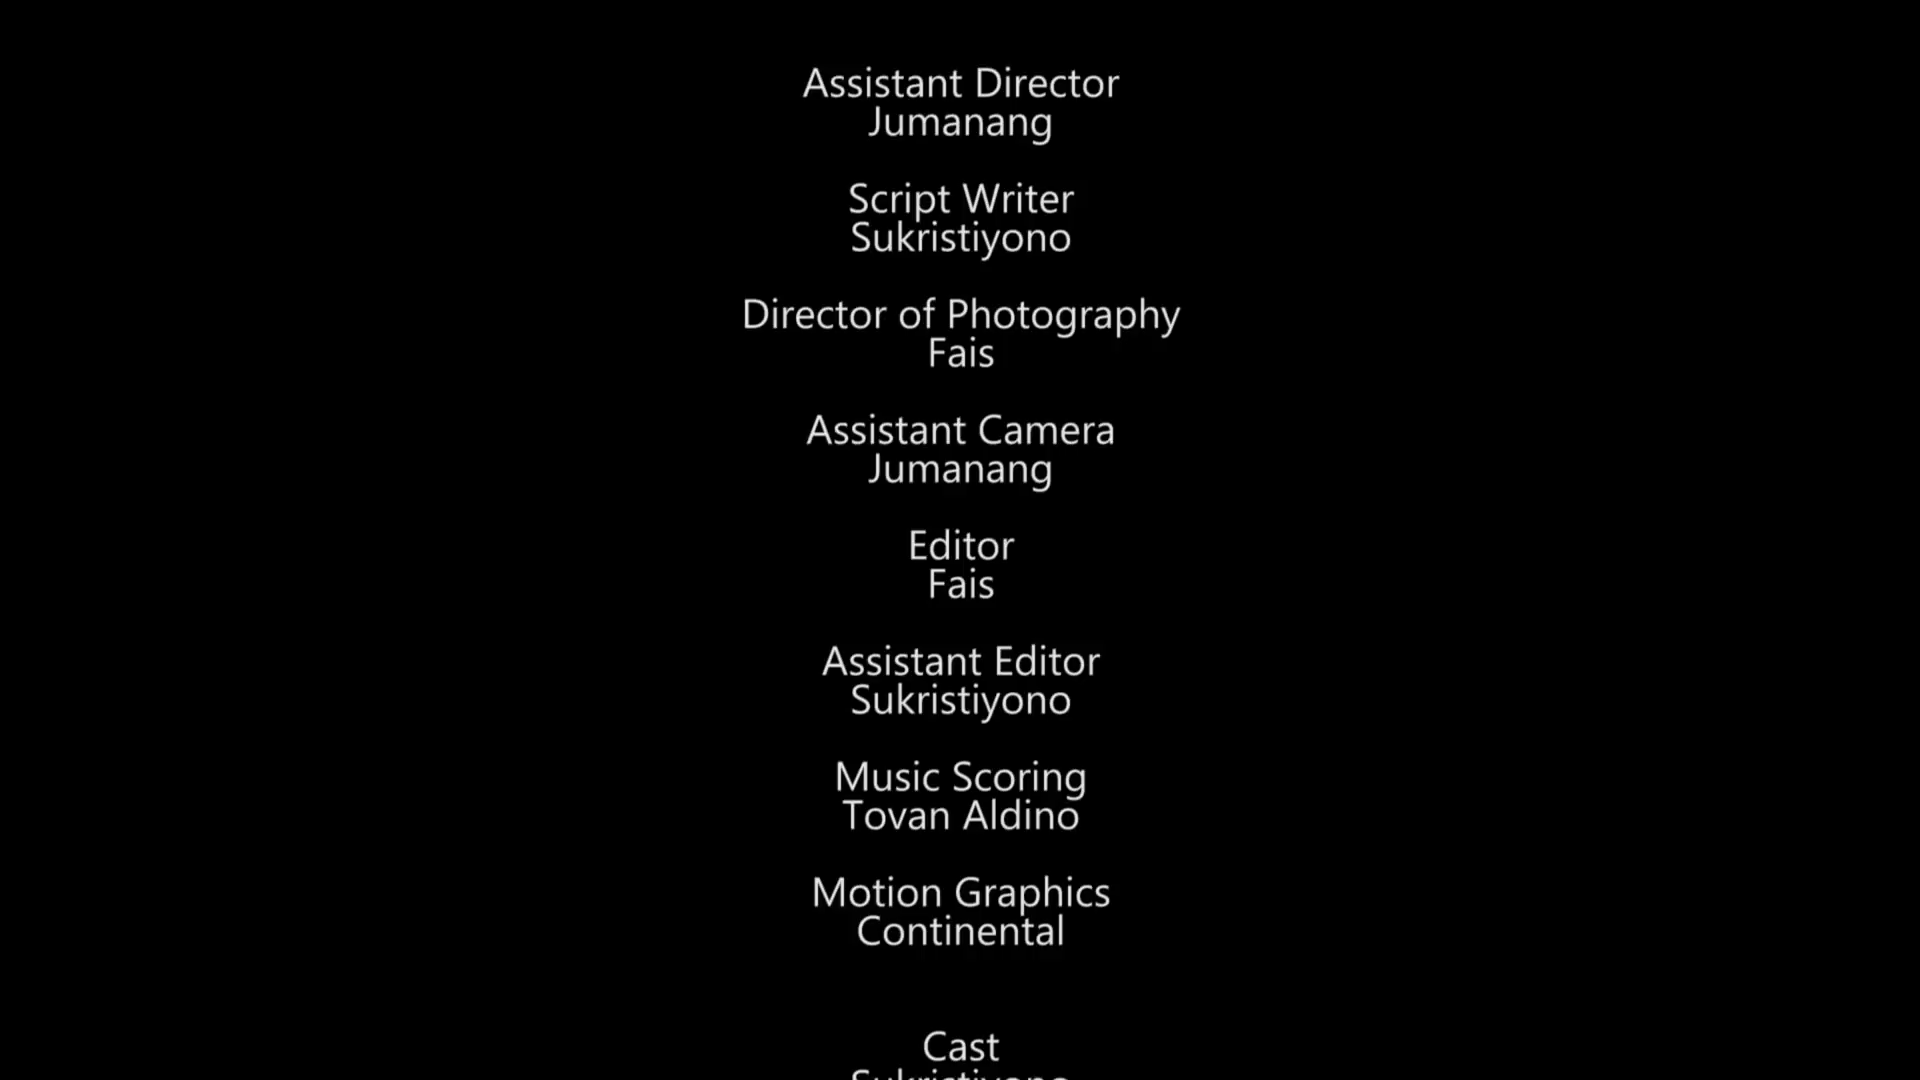 Assistant Director
Jumanang
Script Writer
Sukristiyono
Director of Photography
Fais
Assistant Camera
Jumanang
Editor
Fais
Assistant Editor
Sukristiyono
Music Scoring
Tovan Aldino
Motion Graphics
Continental
Cast
Sukristiyono